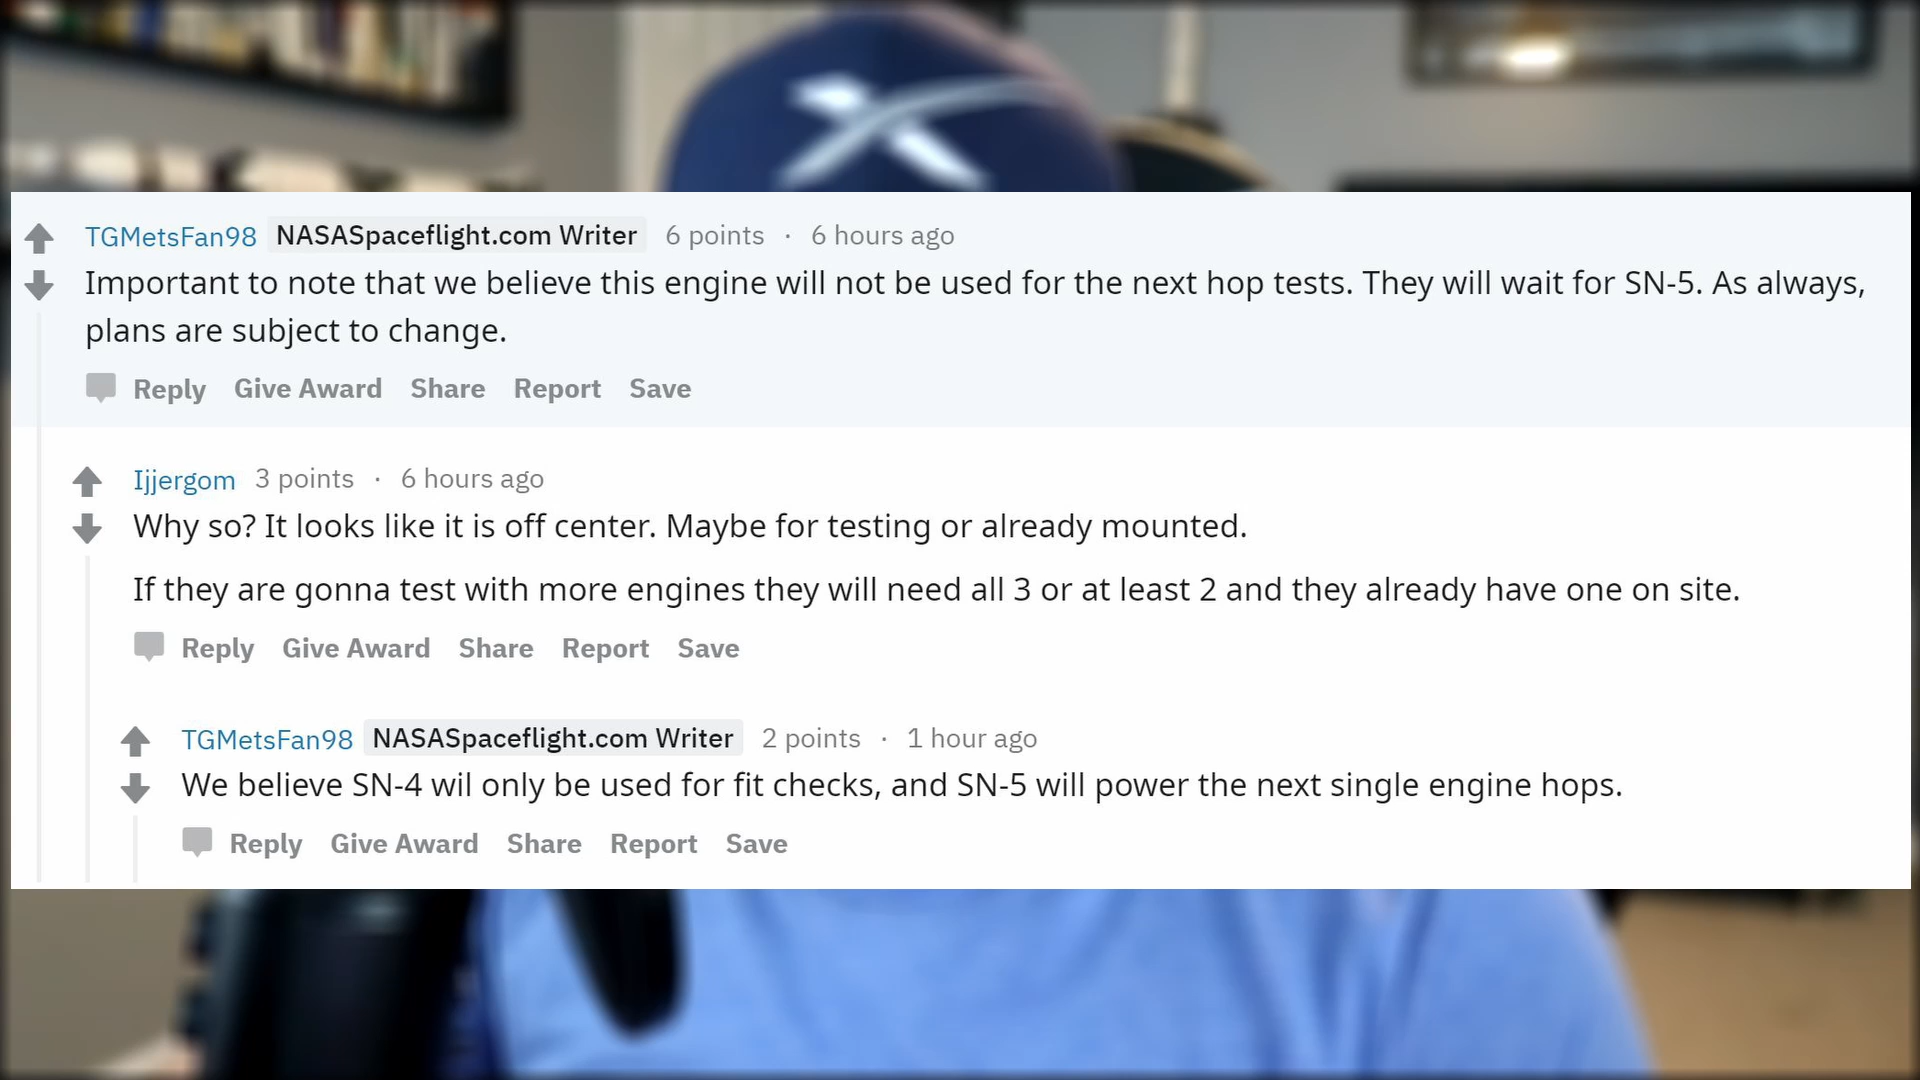 TGMetsFan98 NASASpaceflight.com Writer 6 points · 6 hours ago
Important to note that we believe this engine will not be used for the next hop tests. They will wait for SN-5. As always,
plans are subject to change.
Reply Give Award Share Report Save
Ijjergom 3 points · 6 hours ago
Why so? It looks like it is off center. Maybe for testing or already mounted.
If they are gonna test with more engines they will need all 3 or at least 2 and they already have one on site.
Reply Give Award Share Report Save
TGMetsFan98 NASASpaceflight.com Writer 2 points · 1 hour ago
We believe SN-4 wil only be used for fit checks, and SN-5 will power the next single engine hops.
Reply Give Award Share Report Save